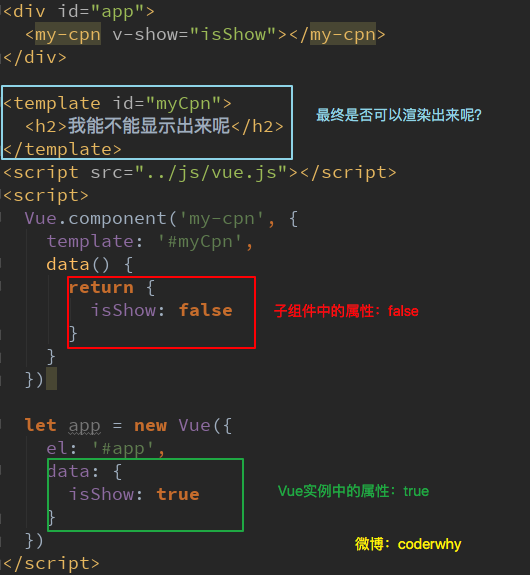 <div id="app">
  <my-cpn v-show="isShow"></my-cpn>
</div>
<template id="myCpn">
  <h2>我能不能显示出来呢</h2>
</template>
最终是否可以渲染出来呢?
<script src="../js/vue.js"></script>
<script>
  Vue.component('my-cpn', {
    template: '#myCpn',
    data() {
      return {
        isShow: false
      }
    }
  })
子组件中的属性：false
  let app = new Vue({
    el: '#app',
    data: {
      isShow: true
    }
  })
Vue实例中的属性：true
微博：coderwhy
</script>